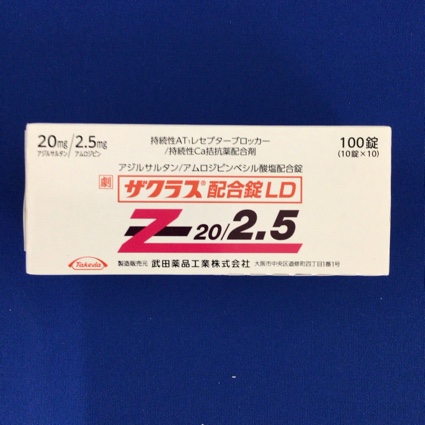 20mg/2.5mg
アジルサルタン/アムロジピン
持続性AT₁レセプターブロッカー
/持続性Ca拮抗薬配合剤
100錠
(10錠×10)
アジルサルタン/アムロジピンベシル酸塩配合錠
劇 ザクラス®配合錠LD
Z 20/2.5
Takeda
製造販売元 武田薬品工業株式会社 大阪市中央区道修町四丁目1番1号